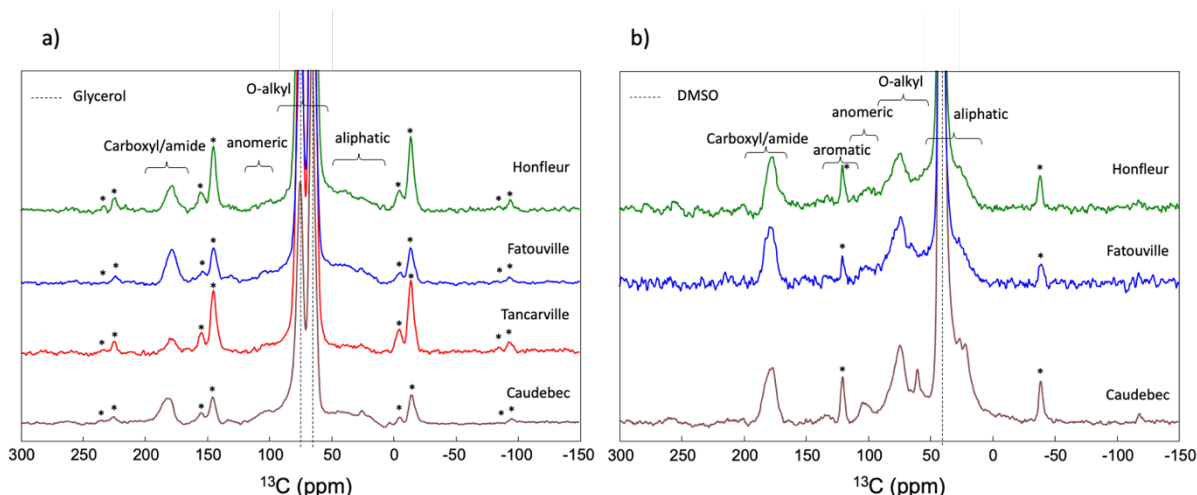 a)
Glycerol
O-alkyl
Carboxyl/amide
anomeric
aliphatic
* * * * * * * *
Honfleur
* * * * * * * *
Fatouville
* * * * * * * *
Tancarville
* * * * * * * *
Caudebec
300 250 200 150 100 50 0 -50 -100 -150
¹³C (ppm)
b)
DMSO
O-alkyl
anomeric
Carboxyl/amide
aromatic
aliphatic
* * *
Honfleur
* *
Fatouville
* *
Caudebec
300 250 200 150 100 50 0 -50 -100 -150
¹³C (ppm)